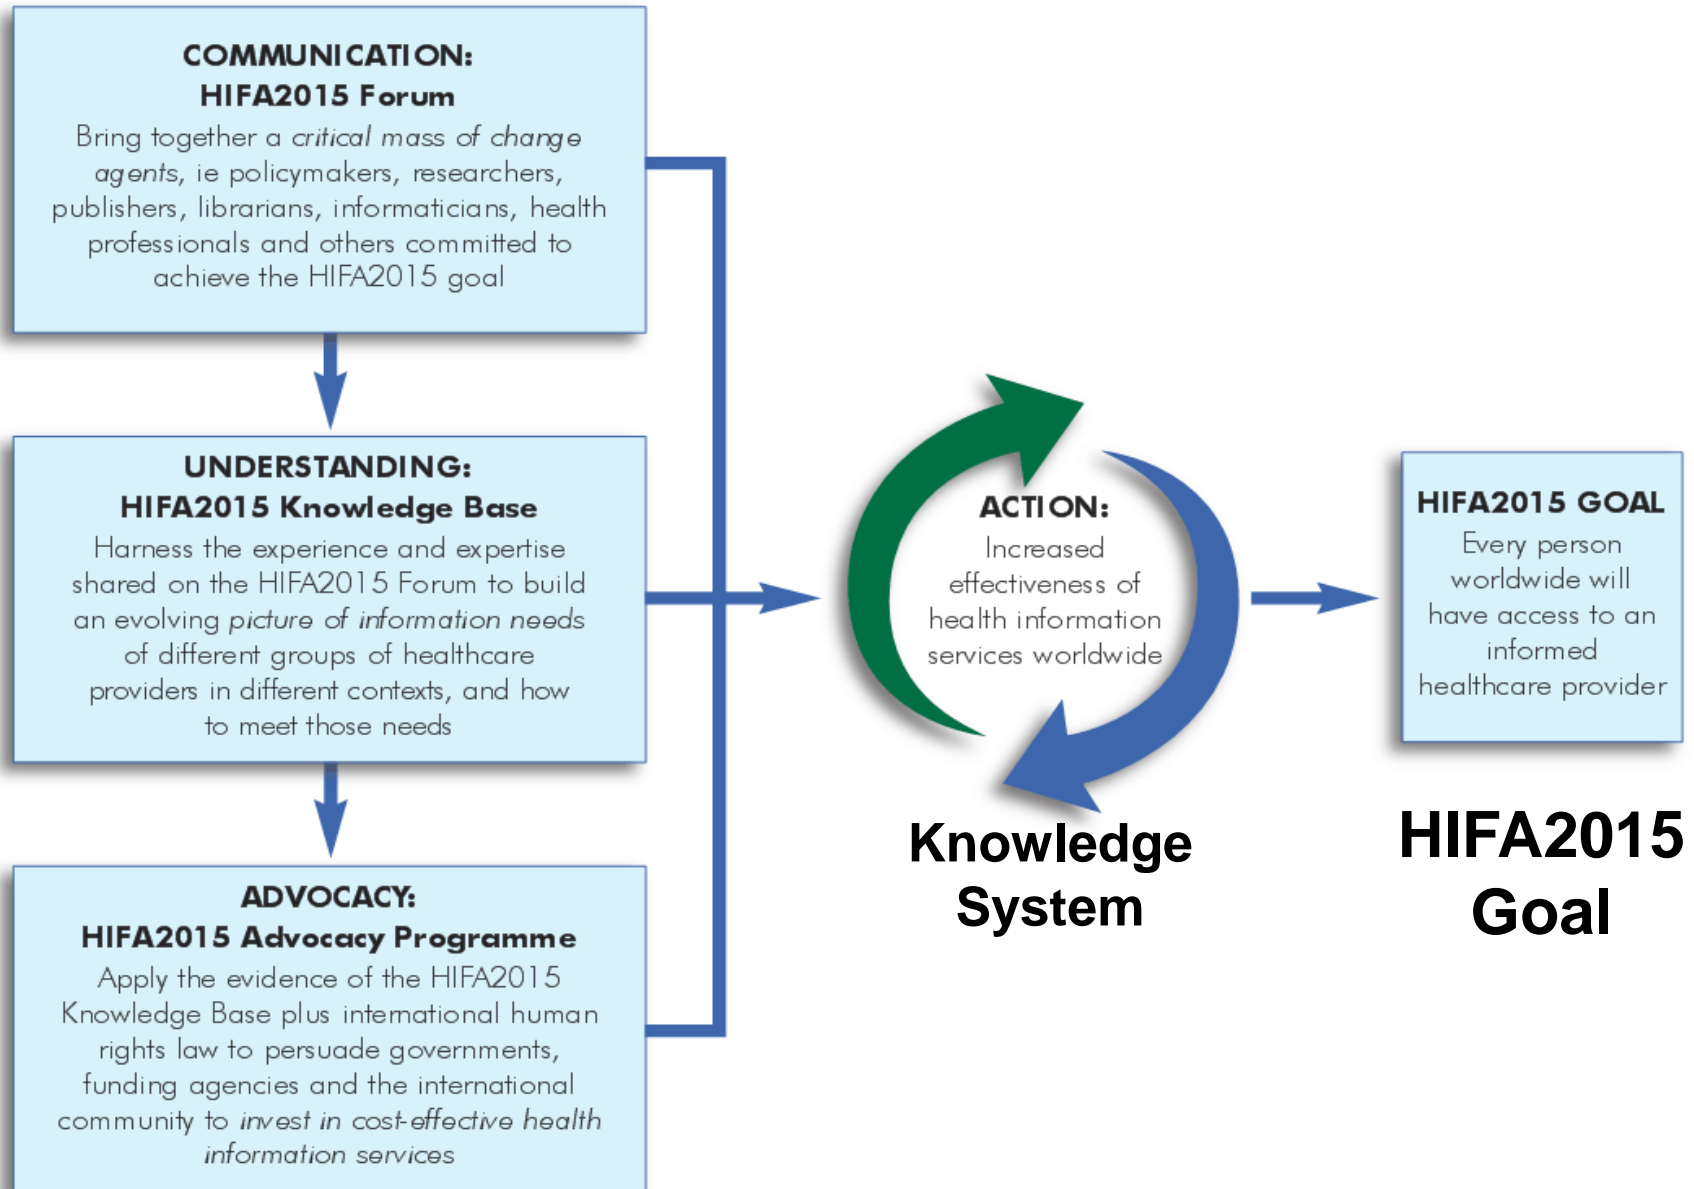 COMMUNICATION:
HIFA2015 Forum
Bring together a critical mass of change
agents, ie policymakers, researchers,
publishers, librarians, informaticians, health
professionals and others committed to
achieve the HIFA2015 goal
UNDERSTANDING:
HIFA2015 Knowledge Base
Harness the experience and expertise
shared on the HIFA2015 Forum to build
an evolving picture of information needs
of different groups of healthcare
providers in different contexts, and how
to meet those needs
ADVOCACY:
HIFA2015 Advocacy Programme
Apply the evidence of the HIFA2015
Knowledge Base plus international human
rights law to persuade governments,
funding agencies and the international
community to invest in cost-effective health
information services
ACTION:
Increased
effectiveness of
health information
services worldwide
Knowledge
System
HIFA2015 GOAL
Every person
worldwide will
have access to an
informed
healthcare provider
HIFA2015
Goal